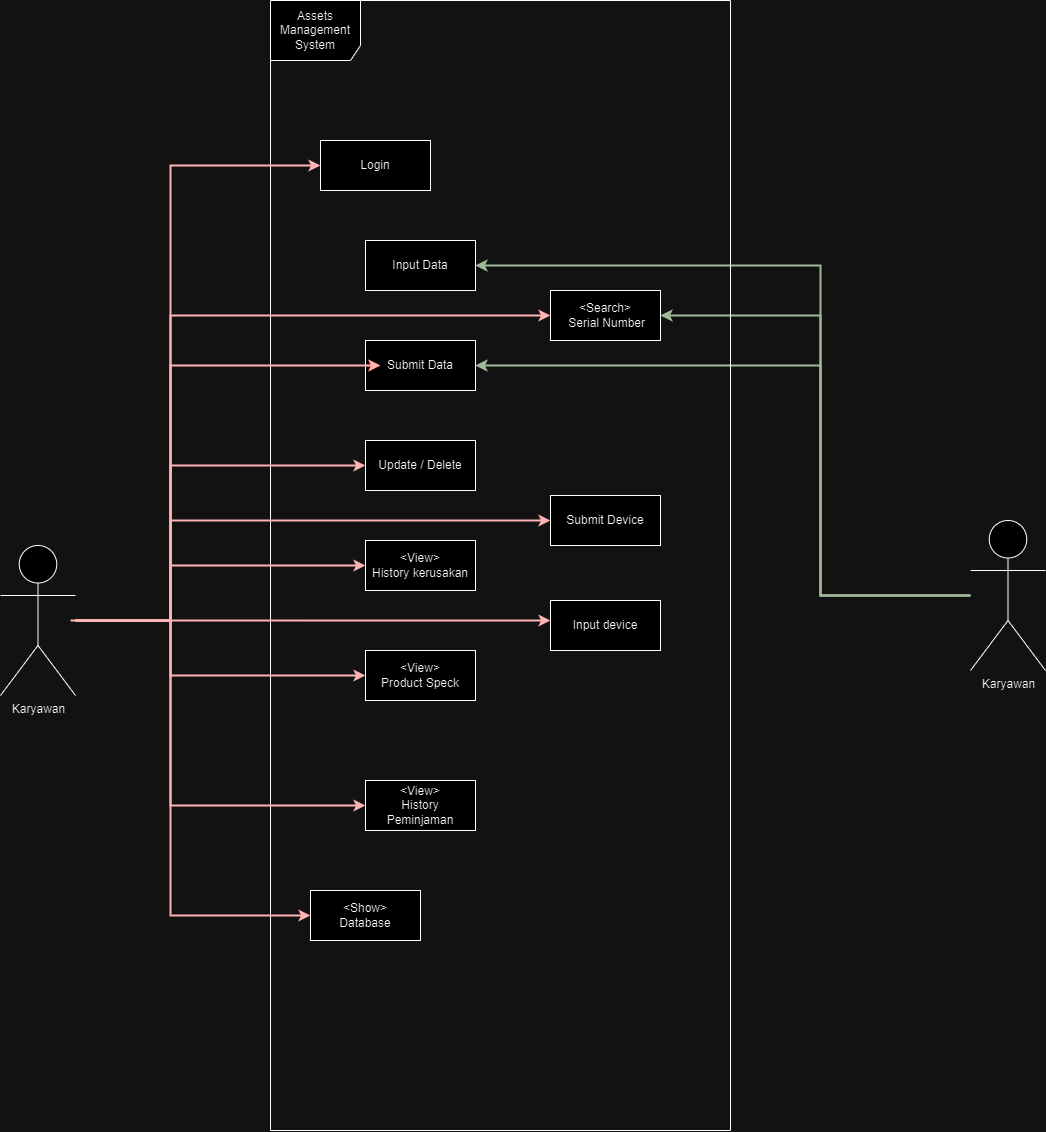 Assets
Management
System
Login
Input Data
<Search>
Serial Number
Submit Data
Update / Delete
Submit Device
<View>
History kerusakan
Input device
<View>
Product Speck
Karyawan
Karyawan
<View>
History
Peminjaman
<Show>
Database